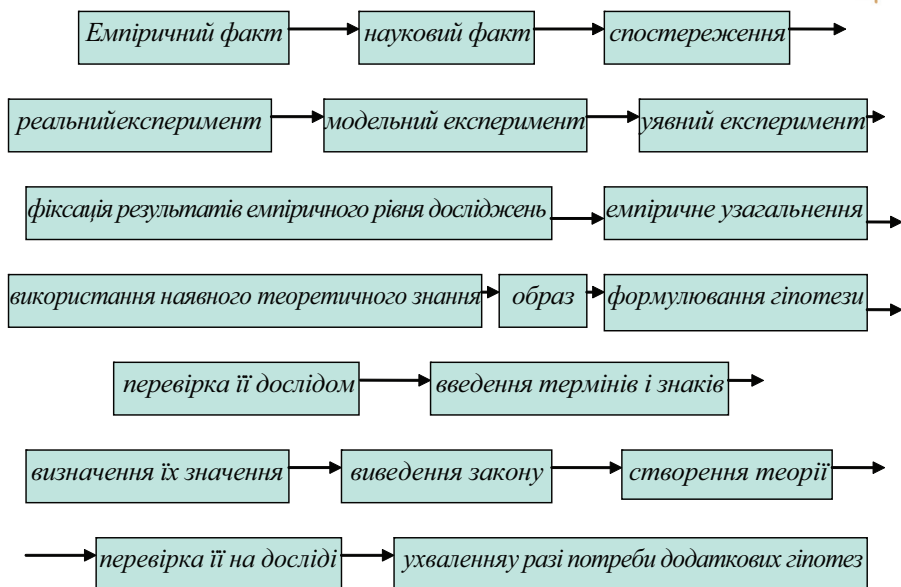 Емпіричний факт науковий факт спостереження
реальнийексперимент модельний експеримент уявний експеримент
фіксація результатів емпіричного рівня досліджень емпіричне узагальнення
використання наявного теоретичного знання образ формулювання гіпотези
перевірка її дослідом введення термінів і знаків
визначення їх значення виведення закону створення теорії
перевірка її на досліді ухваленняу разі потреби додаткових гіпотез